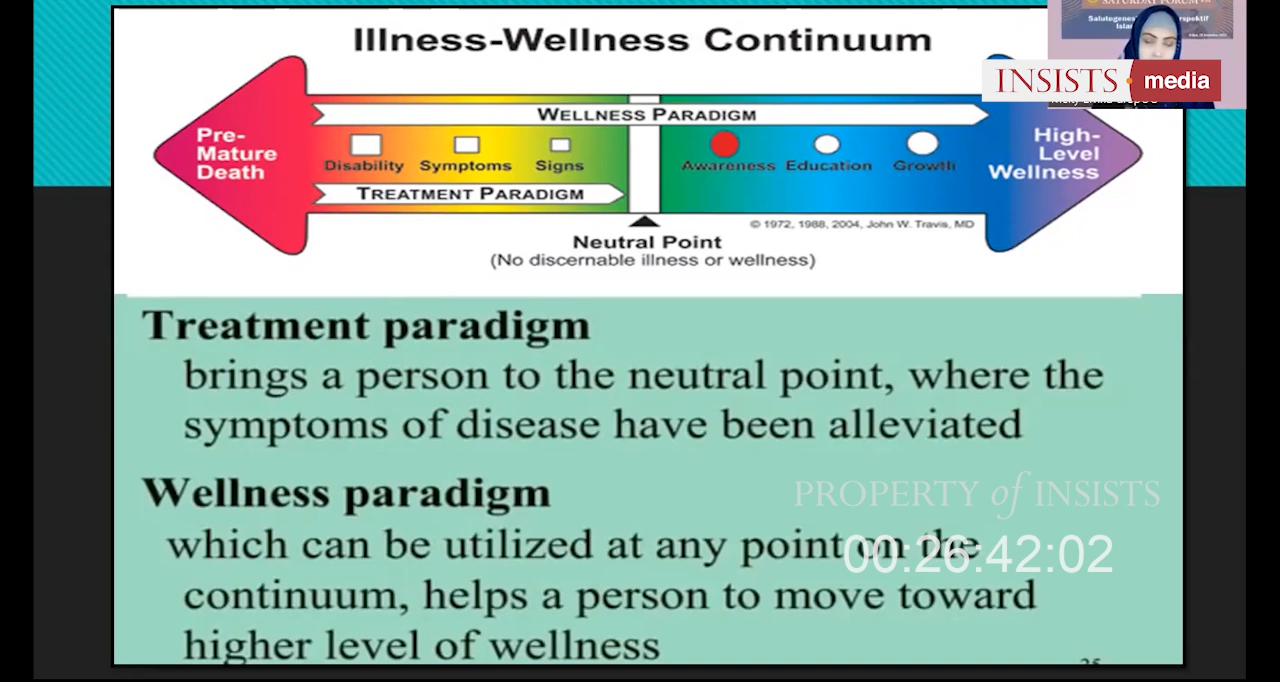 SATURDAY FORUM
Illness-Wellness Continuum
INSISTS media
WELLNESS PARADIGM
Pre-
Mature
Death
Disability Symptoms Signs
Awareness Education Growth
High-
Level
Wellness
TREATMENT PARADIGM
© 1972, 1988, 2004, John W. Travis, MD
Neutral Point
(No discernable illness or wellness)
Treatment paradigm
brings a person to the neutral point, where the
symptoms of disease have been alleviated
Wellness paradigm
PROPERTY of INSISTS
which can be utilized at any point on the
00:26:42:02
continuum, helps a person to move toward
higher level of wellness